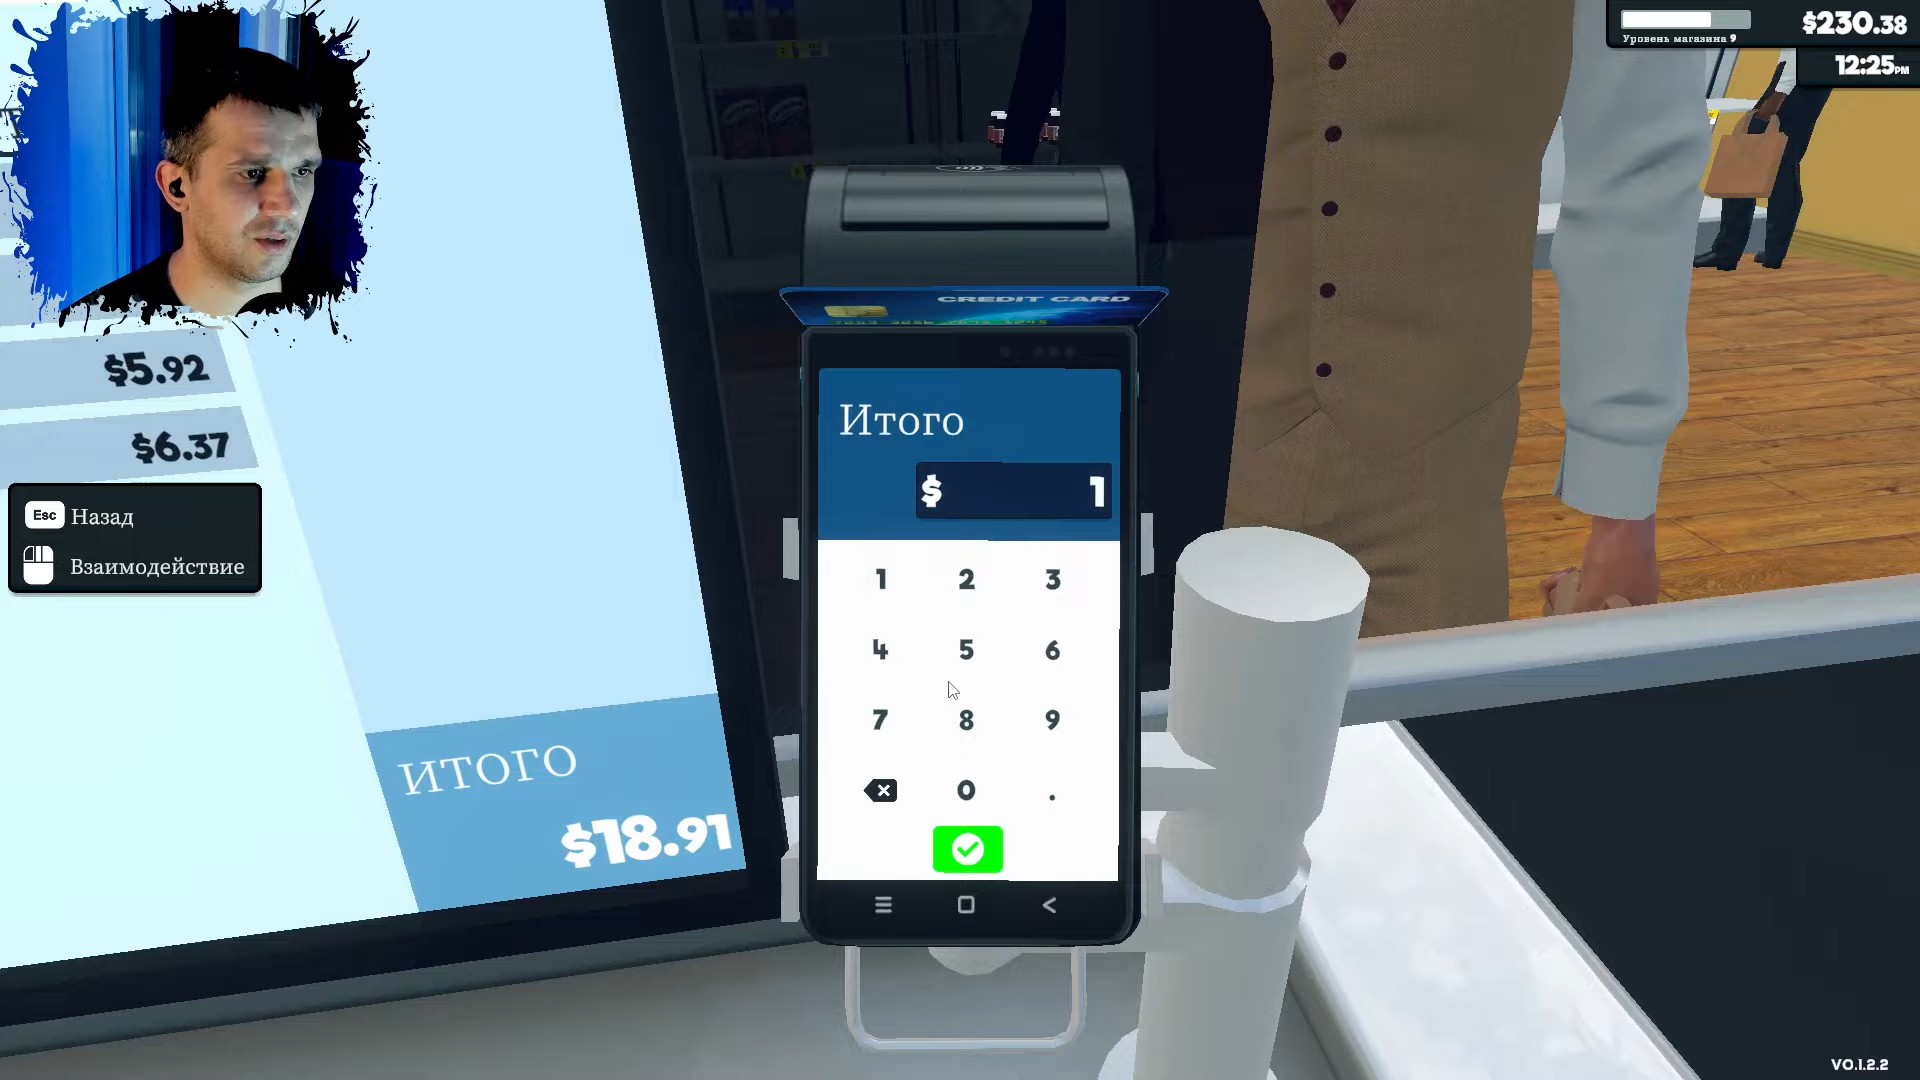 $230.38
Уровень магазина 9
12:25PM
CREDIT CARD
$5.92
Итого
$6.37
$ 1
Esc Назад
Взаимодействие
1 2 3
4 5 6
7 8 9
0 .
ИТОГО
$18.91
V0.1.2.2